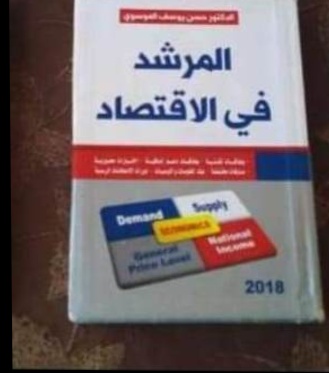 الدكتور حسن يوسف الموسوي
المرشد
في الاقتصاد
Demand
Supply
ECONOMICS
General
Price Level
National
Income
2018